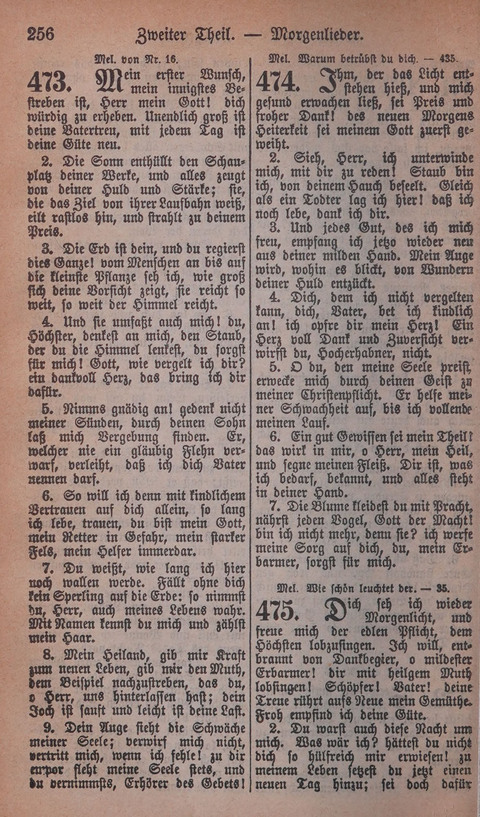 256 Zweiter Theil. — Morgenlieder.
Mel. von Nr. 16.
473. Mein erster Wunsch,
mein innigstes Be-
streben ist, Herr mein Gott! dich
würdig zu erheben. Unendlich groß ist
deine Vatertreu, mit jedem Tag ist
deine Güte neu.
2. Die Sonn enthüllt den Schau-
platz deiner Werke, und alles zeugt
von deiner Huld und Stärke; sie,
die das Ziel von ihrer Laufbahn weiß,
eilt rastlos hin, und strahlt zu deinem
Preis.
3. Die Erd ist dein, und du regierst
dies Ganze! vom Menschen an bis auf
die kleinste Pflanze seh ich, wie groß
sich deine Vorsicht zeigt, sie reicht so
weit, so weit der Himmel reicht.
4. Und sie umfaßt auch mich! du,
Höchster, denkest an mich, den Staub,
der du die Himmel lenkest, du sorgst
für mich! Gott, wie vergelt ich dir?
ein dankvoll Herz, das bring ich dir
dafür.
5. Nimms gnädig an! gedenk nicht
meiner Sünden, durch deinen Sohn
laß mich Vergebung finden. Er,
welcher nie ein gläubig Flehn ver-
warf, verleiht, daß ich dich Vater
nennen darf.
6. So will ich denn mit kindlichem
Vertrauen auf dich allein, so lang
ich lebe, trauen, du bist mein Gott,
mein Retter in Gefahr, mein starker
Fels, mein Helfer immerdar.
7. Du weißt, wie lang ich hier
noch wallen werde. Fällt ohne dich
kein Sperling auf die Erde: so nimmst
du, Herr, auch meines Lebens wahr.
Mit Namen kennst du mich und zählst
mein Haar.
8. Mein Heiland, gib mir Kraft
zum neuen Leben, gib mir den Muth,
dem Beispiel nachzustreben, das du,
o Herr, uns hinterlassen hast; dein
Joch ist sanft und leicht ist deine Last.
9. Dein Auge sieht die Schwäche
meiner Seele; verwirf mich nicht,
vertritt mich, wenn ich fehle! zu dir
empor fleht meine Seele stets, und
du vernimmsts, Erhörer des Gebets!
Mel. Warum betrübst du dich. — 435.
474. Ihm, der das Licht ent-
stehen hieß, und mich
gesund erwachen ließ, sei Preis und
froher Dank! des neuen Morgens
Heiterkeit sei meinem Gott zuerst ge-
weiht.
2. Sieh, Herr, ich unterwinde
mich, mit dir zu reden! Staub bin
ich, von deinem Hauch beseelt. Gleich
als ein Todter lag ich hier! daß ich
noch lebe, dank ich dir.
3. Und jedes Gut, des ich mich
freu, empfing ich jetzo wieder neu
aus deiner milden Hand. Mein Auge
wird, wohin es blickt, von Wundern
deiner Huld entzückt.
4. Dich, dem ich nicht vergelten
kann, dich, Vater, bet ich kindlich
an! ich opfre dir mein Herz! Ein
Herz voll Dank und Zuversicht ver-
wirfst du, Hocherhabner, nicht.
5. O du, den meine Seele preist,
erwecke mich durch deinen Geist zu
meiner Christenpflicht. Er helfe mei-
ner Schwachheit auf, bis ich vollende
meinen Lauf.
6. Ein gut Gewissen sei mein Theil!
das wirk in mir, o Herr, mein Heil,
und segne meinen Fleiß. Dir ist, was
ich bedarf, bekannt, und alles steht
in deiner Hand.
7. Die Blume kleidest du mit Pracht,
nährst jeden Vogel, Gott der Macht!
bin ich nicht mehr, denn sie? ich werfe
meine Sorg auf dich, du, mein Er-
barmer, sorgst für mich.
Mel. Wie schön leuchtet der. — 35.
475. Dich seh ich wieder
Morgenlicht, und
freue mich der edlen Pflicht, dem
Höchsten lobzusingen. Ich will, ent-
brannt von Dankbegier, o mildester
Erbarmer! dir mit heilgem Muth
lobsingen! Schöpfer! Vater! deine
Treue rührt aufs Neue mein Gemüthe.
Froh empfind ich deine Güte.
2. Du warst auch diese Nacht um
mich. Was wär ich? hättest du nicht
dich so hülfreich mir erwiesen! zu
meinem Leben setzest du jetzt einen
neuen Tag hinzu; sei doch dafür